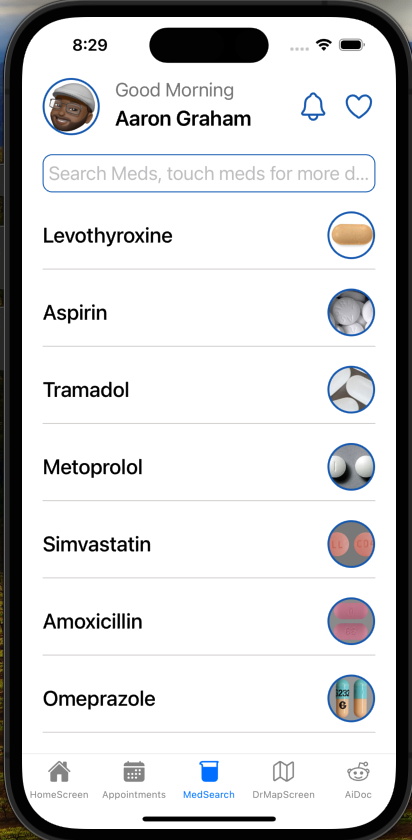 8:29
Good Morning
Aaron Graham
Search Meds, touch meds for more d...
Levothyroxine
Aspirin
Tramadol
Metoprolol
Simvastatin
Amoxicillin
Omeprazole
HomeScreen Appointments MedSearch DrMapScreen AiDoc